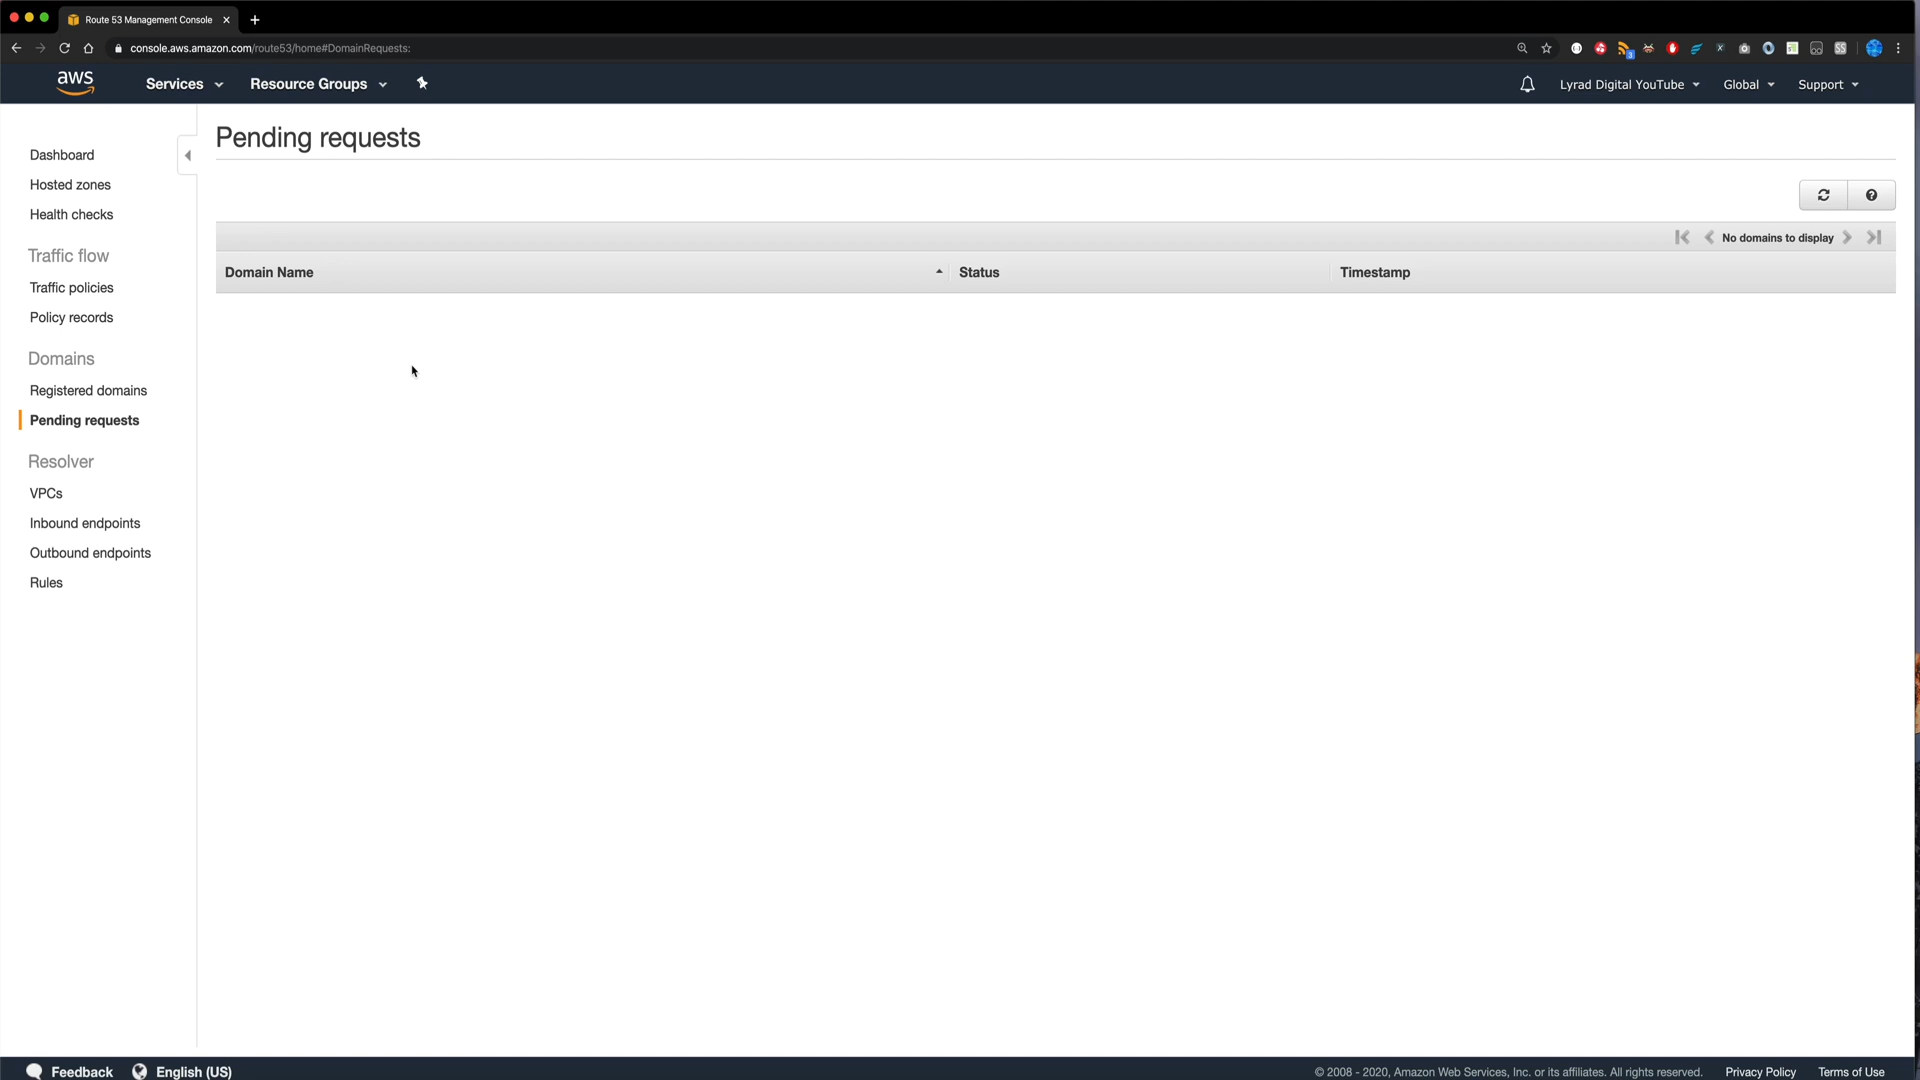 Route 53 Management Console
console.aws.amazon.com/route53/home#DomainRequests:
aws
Services
Resource Groups
Lyrad Digital YouTube
Global
Support
Pending requests
Dashboard
Hosted zones
Health checks
Traffic flow
Traffic policies
Policy records
Domains
Registered domains
Pending requests
Resolver
VPCs
Inbound endpoints
Outbound endpoints
Rules
No domains to display
Domain Name
Status
Timestamp
Feedback
English (US)
© 2008 - 2020, Amazon Web Services, Inc. or its affiliates. All rights reserved.
Privacy Policy
Terms of Use